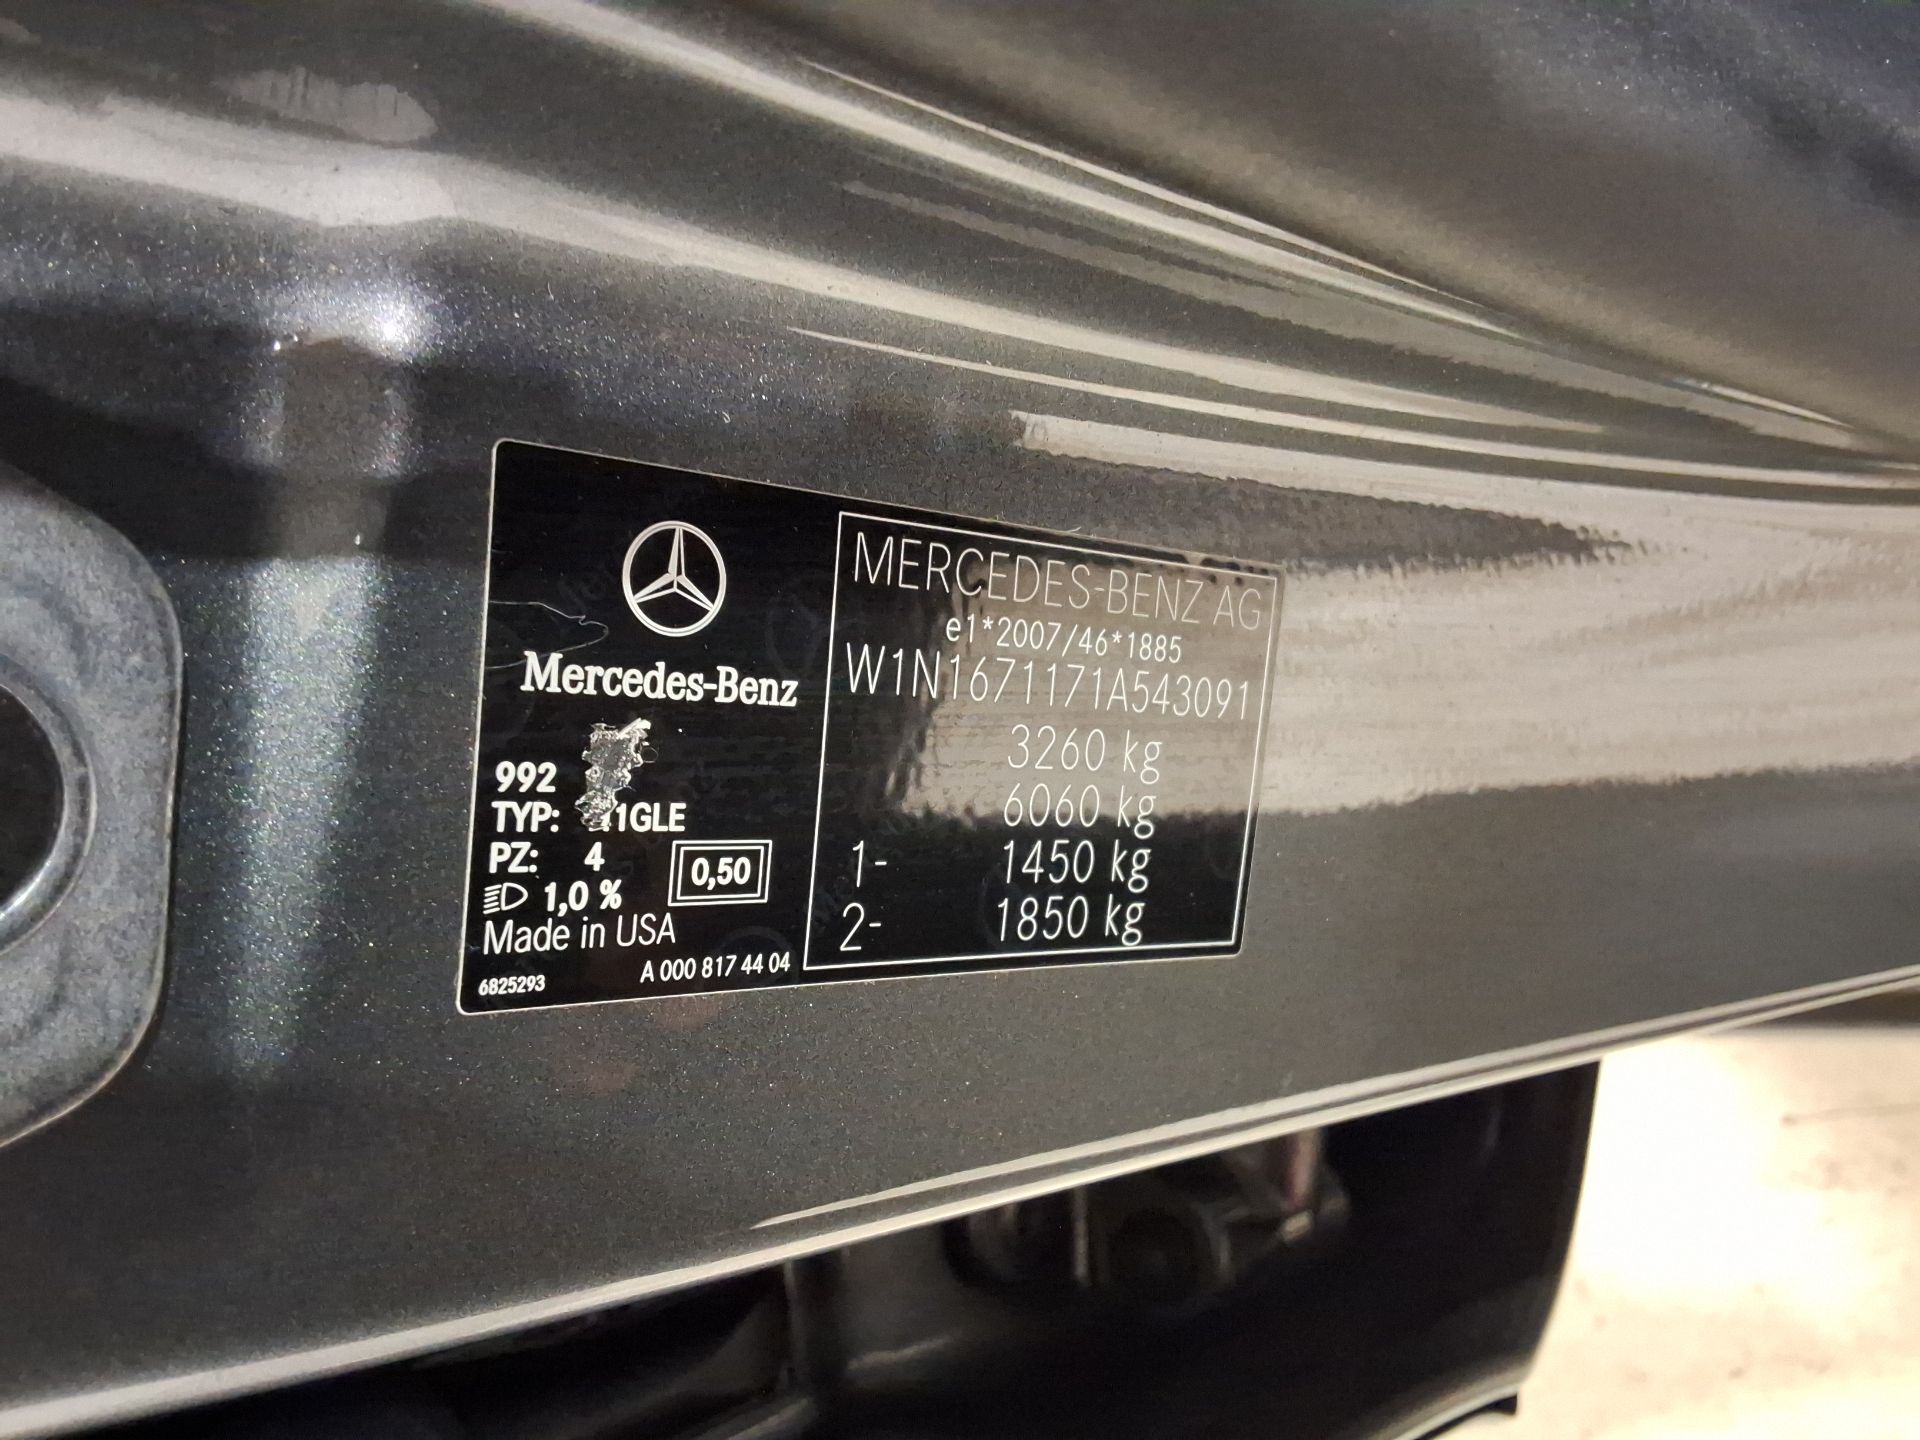 Mercedes-Benz
992
TYP: 1GLE
PZ: 4
0,50
1,0 %
Made in USA
6825293
A 000 817 44 04
MERCEDES-BENZ AG
e1*2007/46*1885
W1N1671171A543091
3260 kg
6060 kg
1- 1450 kg
2- 1850 kg